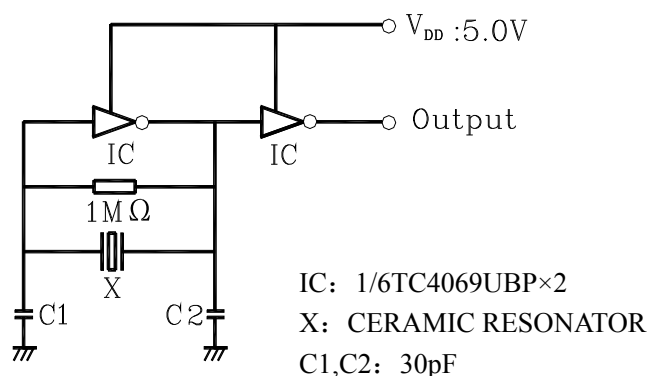 V_DD :5.0V
Output
IC
IC
1MΩ
X
C1
C2
IC：1/6TC4069UBP×2
X：CERAMIC RESONATOR
C1,C2：30pF